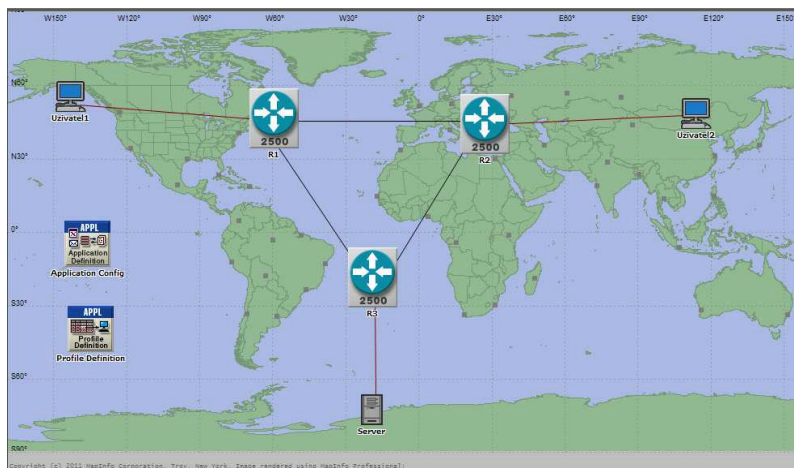 W150° W120° W90° W60° W30° 0° E30° E60° E90° E120° E150°
N60°
Uzivatel1
2500
R1
2500
R2
Uzivatel2
N30°
0°
APPL
Application
Definition
Application Config
2500
R3
S30°
APPL
Profile
Definition
Profile Definition
S60°
Server
S90°
Copyright (c) 2011 MapInfo Corporation, Troy, New York. Image rendered using MapInfo Professional.